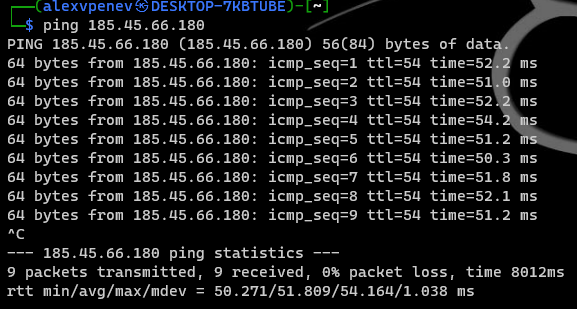 ┌──(alexvpenev㉿DESKTOP-7KBTUBE)-[~]
└─$ ping 185.45.66.180
PING 185.45.66.180 (185.45.66.180) 56(84) bytes of data.
64 bytes from 185.45.66.180: icmp_seq=1 ttl=54 time=52.2 ms
64 bytes from 185.45.66.180: icmp_seq=2 ttl=54 time=51.0 ms
64 bytes from 185.45.66.180: icmp_seq=3 ttl=54 time=52.2 ms
64 bytes from 185.45.66.180: icmp_seq=4 ttl=54 time=54.2 ms
64 bytes from 185.45.66.180: icmp_seq=5 ttl=54 time=51.2 ms
64 bytes from 185.45.66.180: icmp_seq=6 ttl=54 time=50.3 ms
64 bytes from 185.45.66.180: icmp_seq=7 ttl=54 time=51.8 ms
64 bytes from 185.45.66.180: icmp_seq=8 ttl=54 time=52.1 ms
64 bytes from 185.45.66.180: icmp_seq=9 ttl=54 time=51.2 ms
^C
--- 185.45.66.180 ping statistics ---
9 packets transmitted, 9 received, 0% packet loss, time 8012ms
rtt min/avg/max/mdev = 50.271/51.809/54.164/1.038 ms